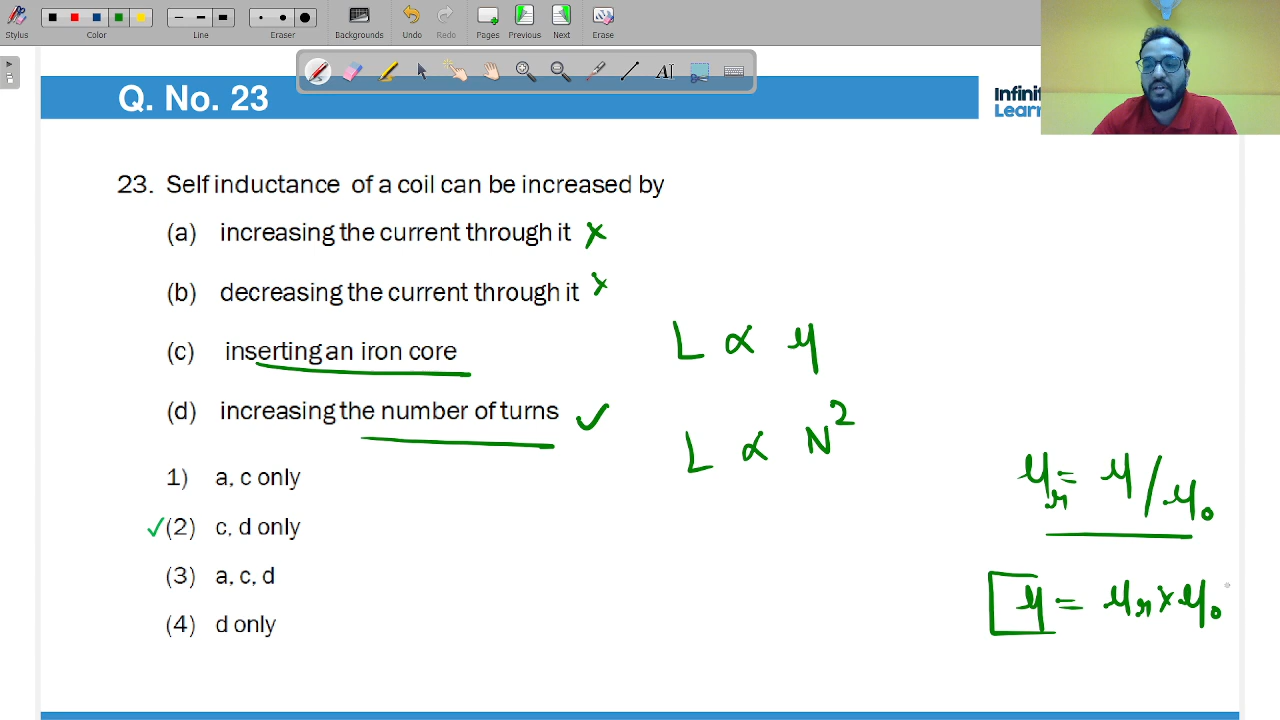 Stylus
Color
Line
Eraser
Backgrounds
Undo
Redo
Pages
Previous
Next
Erase
Q. No. 23
Infinit
Learn
23. Self inductance of a coil can be increased by
(a) increasing the current through it ×
(b) decreasing the current through it ×
(c) inserting an iron core
(d) increasing the number of turns ✓
L ∝ μ
L ∝ N²
1) a, c only
✓(2) c, d only
(3) a, c, d
(4) d only
μr = μ / μ₀
μ = μr × μ₀